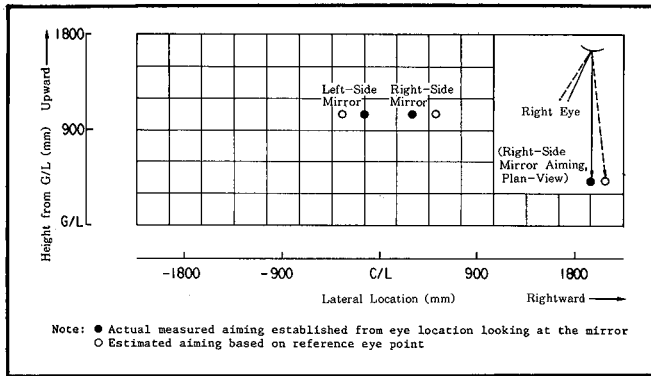 1800
Left-Side
Mirror
Right-Side
Mirror
Right Eye
900
(Right-Side
Mirror Aiming,
Plan-View)
G/L
Height from G/L (mm) Upward
-1800
-900
C/L
900
1800
Lateral Location (mm)
Rightward
Note: ● Actual measured aiming established from eye location looking at the mirror
○ Estimated aiming based on reference eye point